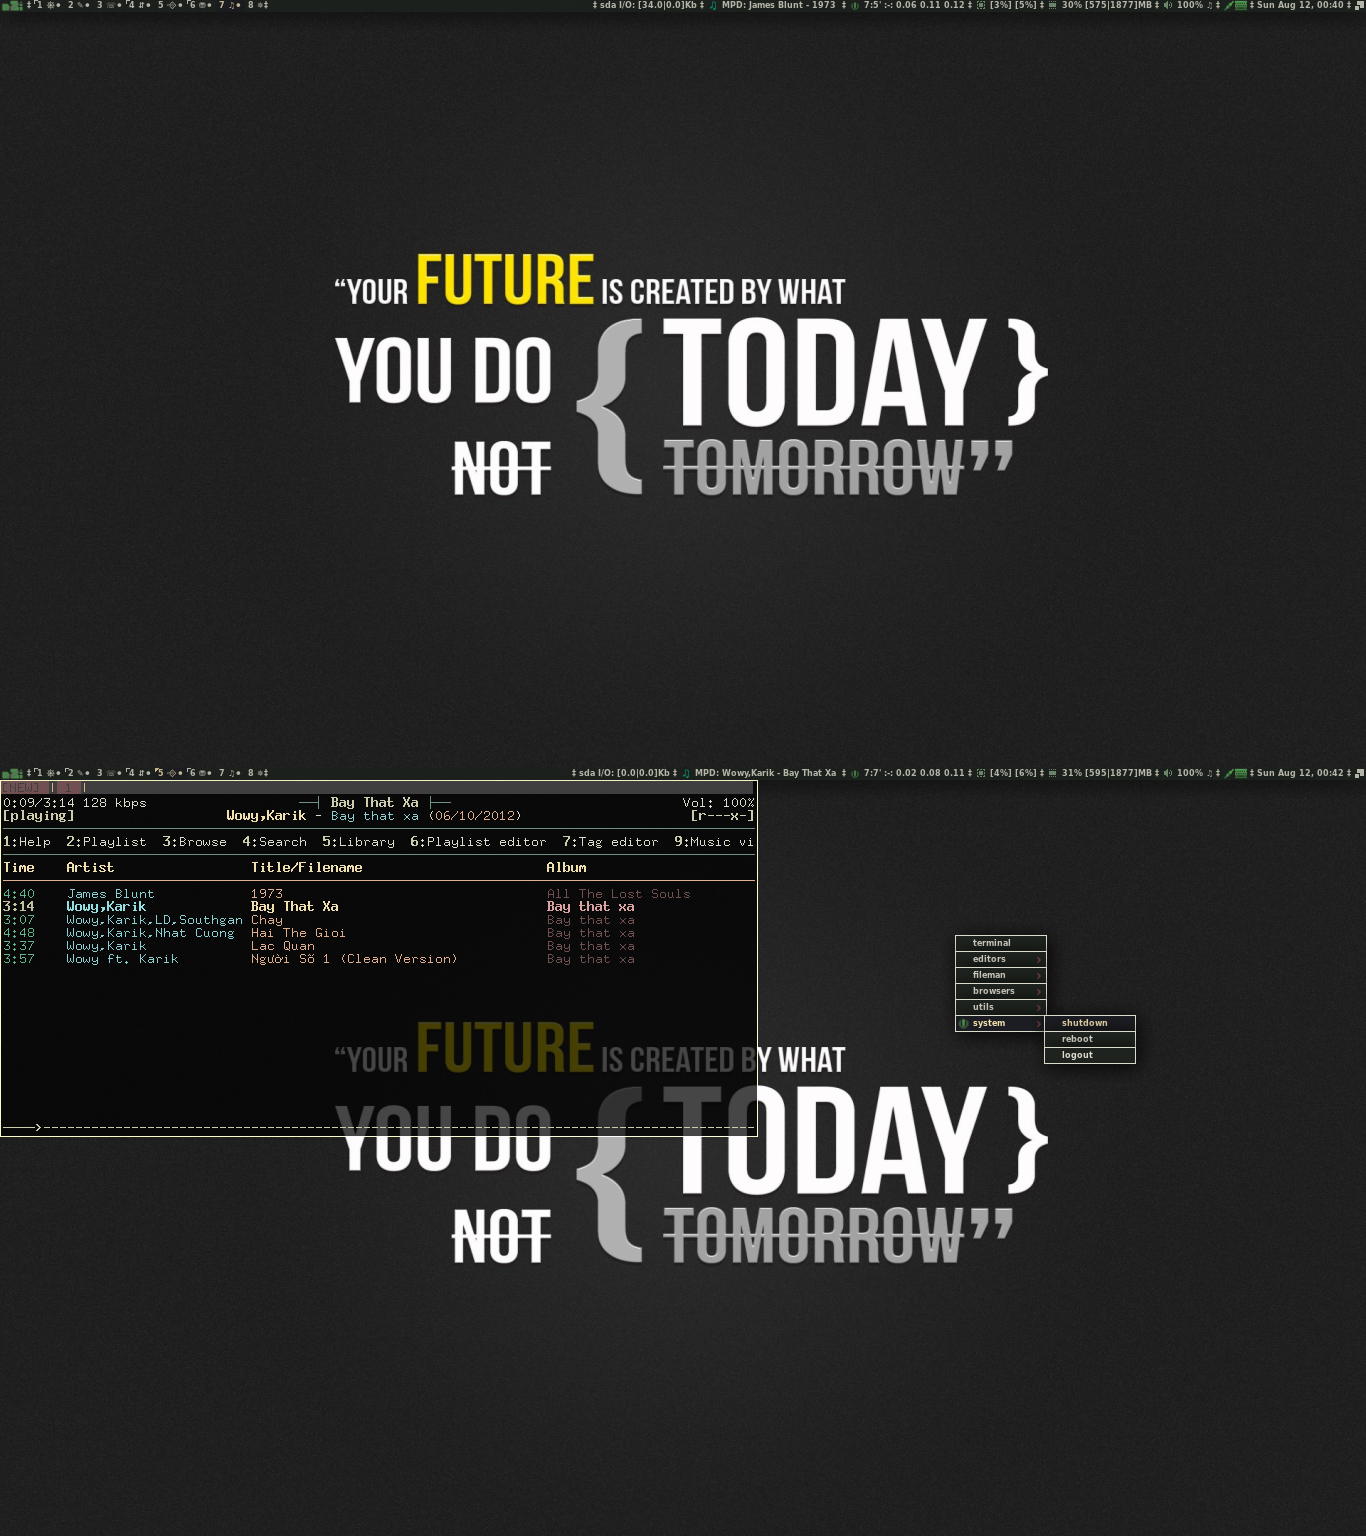 ‡ 1 • 2 • 3 • 4 • 5 • 6 • 7 ♫• 8 ‡
‡ sda I/O: [34.0|0.0]Kb ‡ ♫ MPD: James Blunt - 1973 ‡ 7:5' :-: 0.06 0.11 0.12 ‡ [3%] [5%] ‡ 30% [575|1877]MB ‡ 100% ♫ ‡ ‡ Sun Aug 12, 00:40 ‡
“YOUR FUTURE IS CREATED BY WHAT
YOU DO { TODAY }
NOT TOMORROW”
‡ 1 • 2 • 3 • 4 • 5 • 6 • 7 ♫• 8 ‡
‡ sda I/O: [0.0|0.0]Kb ‡ ♫ MPD: Wowy,Karik - Bay That Xa ‡ 7:7' :-: 0.02 0.08 0.11 ‡ [4%] [6%] ‡ 31% [595|1877]MB ‡ 100% ♫ ‡ ‡ Sun Aug 12, 00:42 ‡
[NEW] | 1 |
0:09/3:14 128 kbps ──┤ Bay That Xa ├── Vol: 100%
[playing] Wowy,Karik - Bay that xa (06/10/2012) [r---x-]
1:Help 2:Playlist 3:Browse 4:Search 5:Library 6:Playlist editor 7:Tag editor 9:Music vi
Time Artist Title/Filename Album
4:40 James Blunt 1973 All The Lost Souls
3:14 Wowy,Karik Bay That Xa Bay that xa
3:07 Wowy,Karik,LD,Southgan Chay Bay that xa
4:48 Wowy,Karik,Nhat Cuong Hai The Gioi Bay that xa
3:37 Wowy,Karik Lac Quan Bay that xa
3:57 Wowy ft. Karik Người Số 1 (Clean Version) Bay that xa
terminal
editors
fileman
browsers
utils
system
shutdown
reboot
logout
“YOUR FUTURE IS CREATED BY WHAT
YOU DO { TODAY }
NOT TOMORROW”